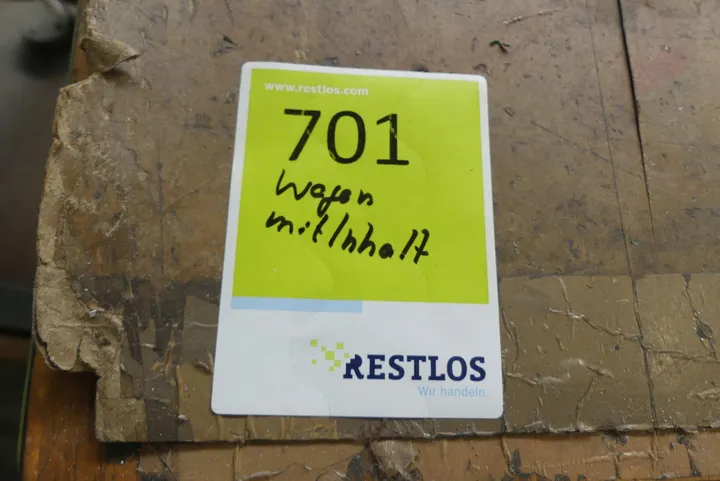 www.restlos.com
701
Wagen
mit Inhalt
RESTLOS
Wir handeln.